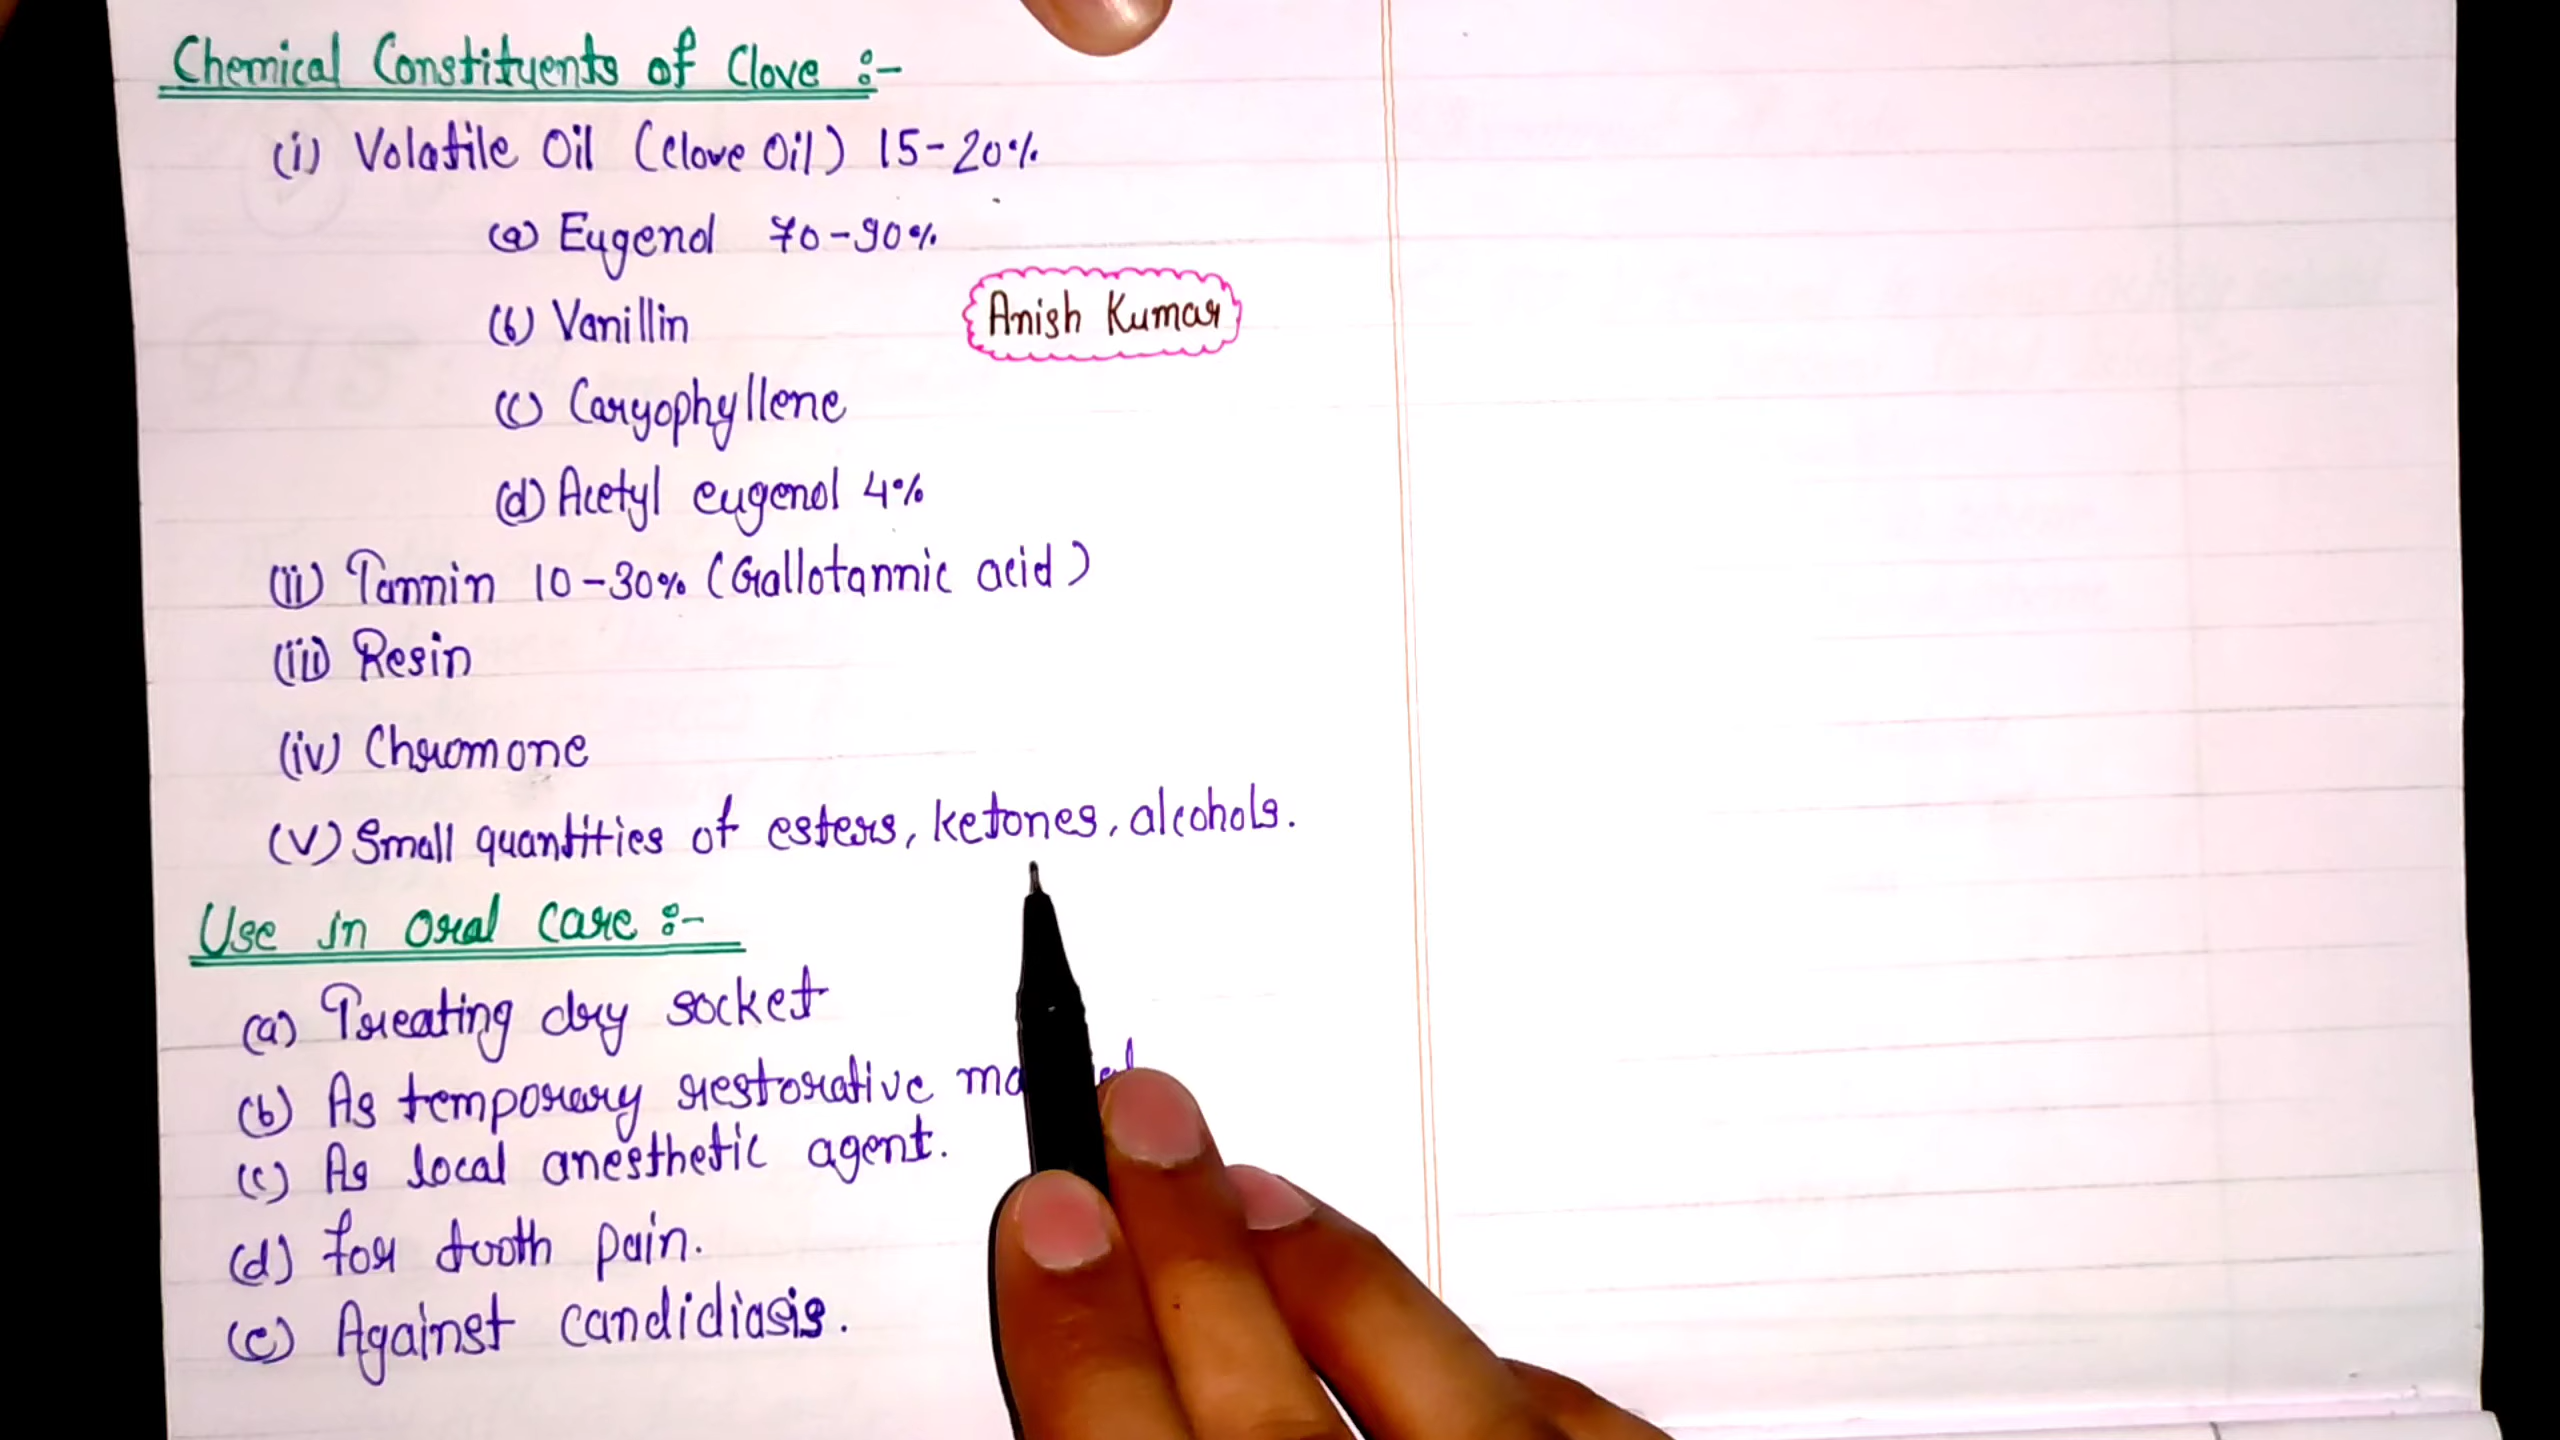 Chemical Constituents of Clove :-
(i) Volatile Oil (Clove Oil) 15-20%
(a) Eugenol 70-90%
(b) Vanillin
Anish Kumar
(c) Caryophyllene
(d) Acetyl eugenol 4%
(ii) Tannin 10-30% (Gallotannic acid)
(iii) Resin
(iv) Chromone
(v) Small quantities of esters, ketones, alcohols.
Use in Oral Care :-
(a) Treating dry socket
(b) As temporary restorative
(c) As local anesthetic agent.
(d) for tooth pain.
(e) Against candidiasis.